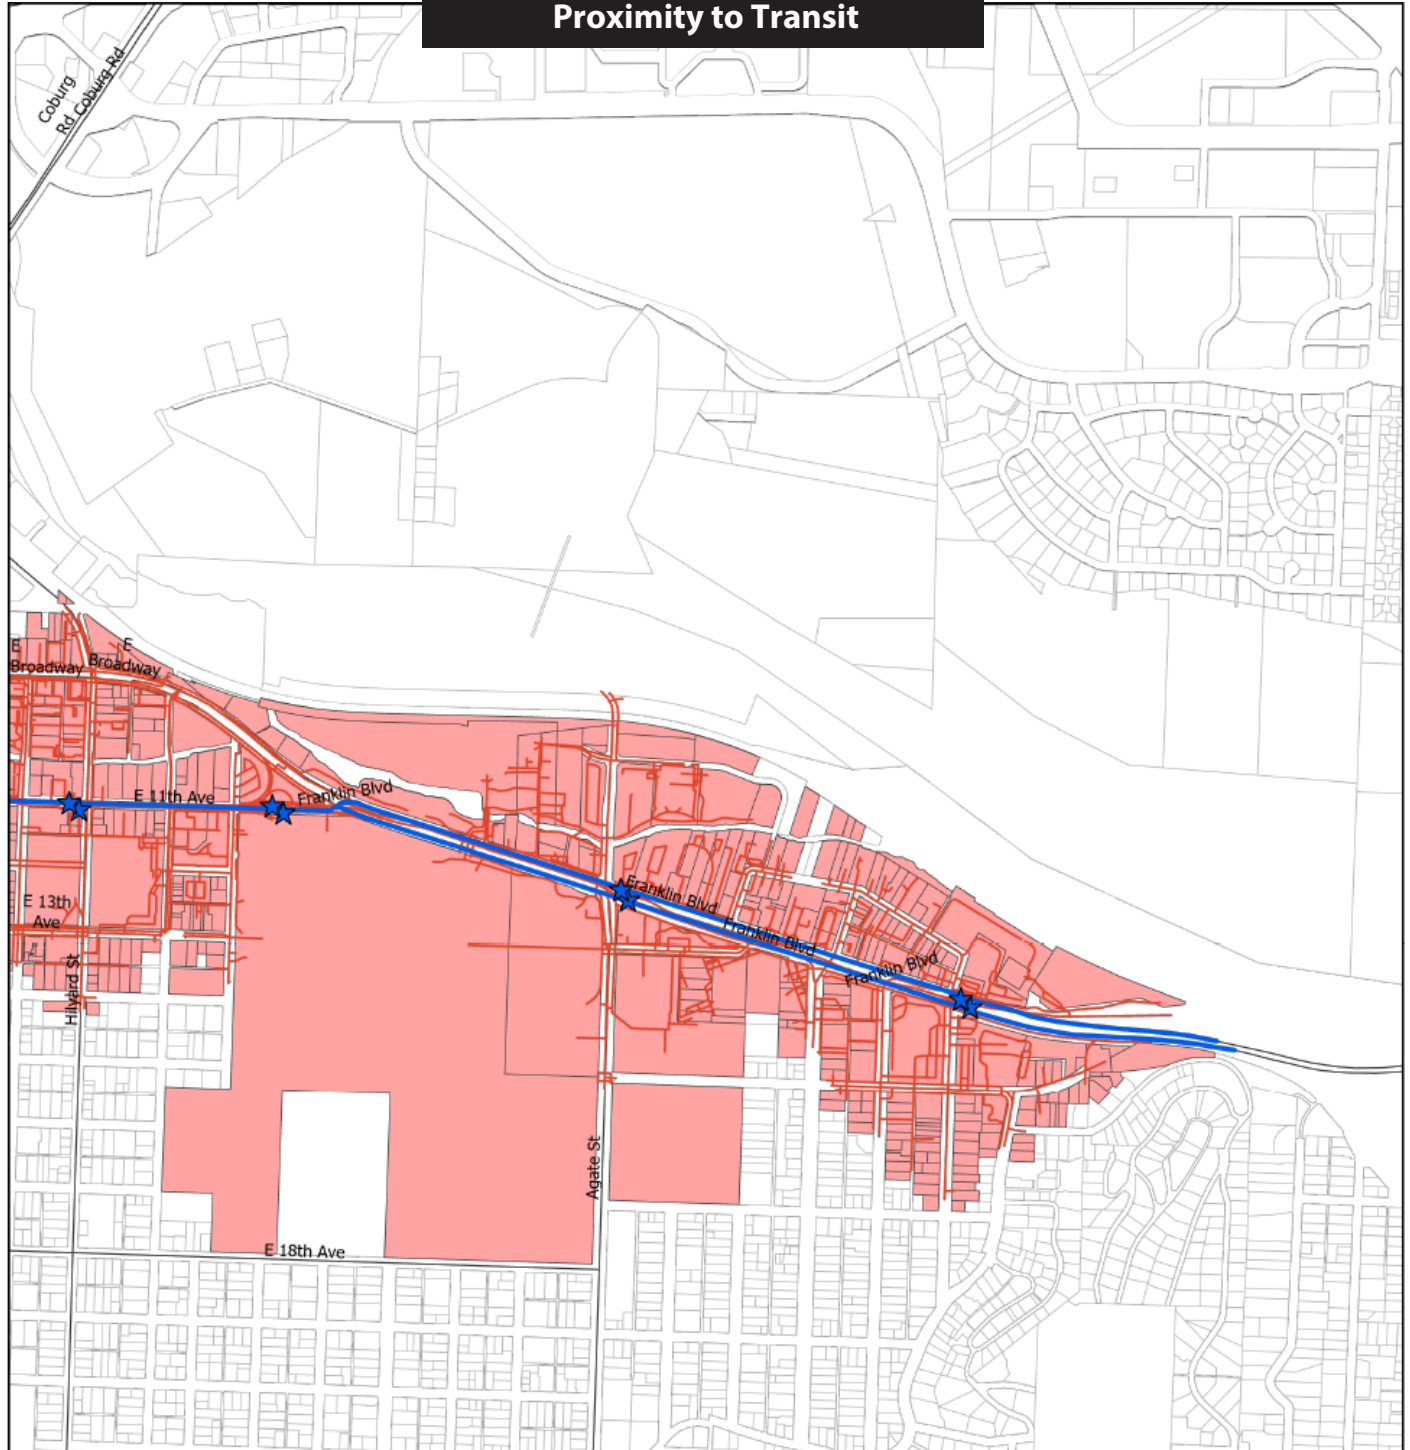 Proximity to Transit
Coburg
Rd Coburg Rd
E
E
Broadway
Broadway
Franklin Blvd
E 11th Ave
Franklin Blvd
E 13th
Ave
Franklin Blvd
Franklin Blvd
Hilyard St
Agate St
E 18th Ave